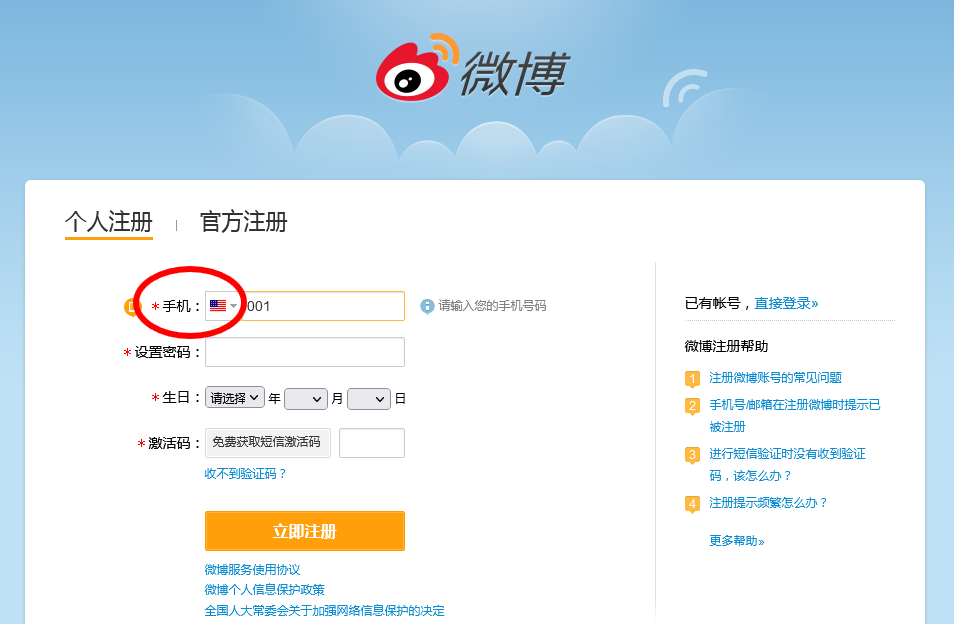 微博
个人注册
官方注册
*手机：
001
请输入您的手机号码
*设置密码：
*生日：
请选择
年
月
日
*激活码：
免费获取短信激活码
收不到验证码？
立即注册
微博服务使用协议
微博个人信息保护政策
全国人大常委会关于加强网络信息保护的决定
已有帐号，直接登录»
微博注册帮助
1 注册微博账号的常见问题
2 手机号/邮箱在注册微博时提示已
被注册
3 进行短信验证时没有收到验证
码，该怎么办？
4 注册提示频繁怎么办？
更多帮助»